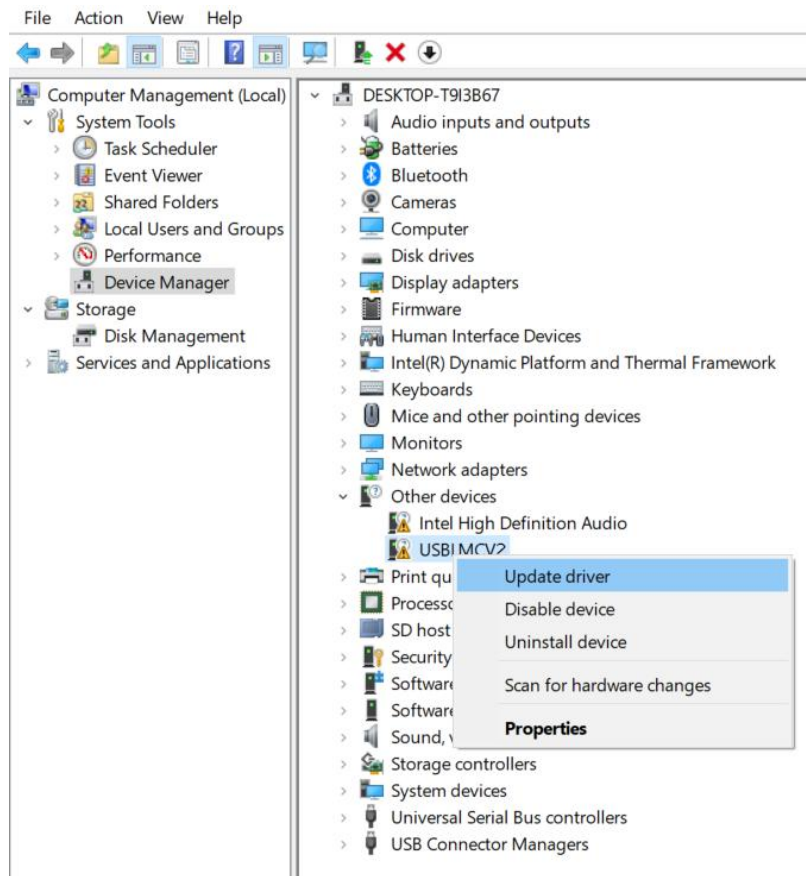 File Action View Help
Computer Management (Local)
System Tools
Task Scheduler
Event Viewer
Shared Folders
Local Users and Groups
Performance
Device Manager
Storage
Disk Management
Services and Applications
DESKTOP-T9I3B67
Audio inputs and outputs
Batteries
Bluetooth
Cameras
Computer
Disk drives
Display adapters
Firmware
Human Interface Devices
Intel(R) Dynamic Platform and Thermal Framework
Keyboards
Mice and other pointing devices
Monitors
Network adapters
Other devices
Intel High Definition Audio
Print qu
Process
SD host
Security
Software
Software
Sound,
Storage controllers
System devices
Universal Serial Bus controllers
USB Connector Managers
Update driver
Disable device
Uninstall device
Scan for hardware changes
Properties